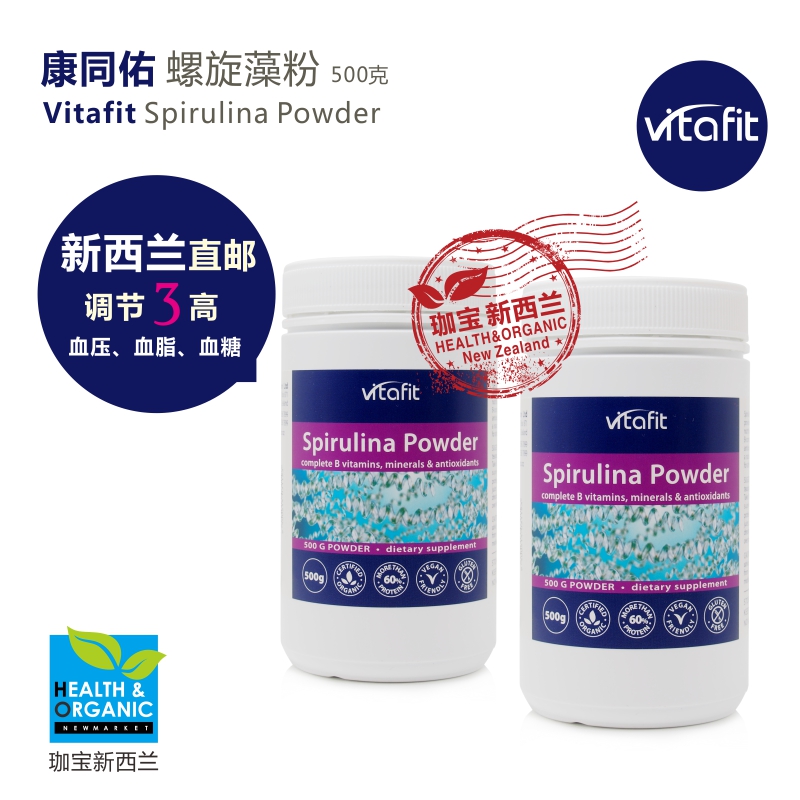 康同佑 螺旋藻粉 500克
Vitafit Spirulina Powder
vitafit
新西兰直邮
调节3高
血压、血脂、血糖
珈宝新西兰
HEALTH&ORGANIC
New Zealand
vitafit
Spirulina Powder
complete B vitamins, minerals & antioxidants
500 G POWDER • dietary supplement
500g
CERTIFIED ORGANIC
MORE THAN 60% PROTEIN
VEGAN FRIENDLY
GLUTEN FREE
vitafit
Spirulina Powder
complete B vitamins, minerals & antioxidants
500 G POWDER • dietary supplement
500g
CERTIFIED ORGANIC
MORE THAN 60% PROTEIN
VEGAN FRIENDLY
GLUTEN FREE
HEALTH &
ORGANIC
NEWMARKET
珈宝新西兰